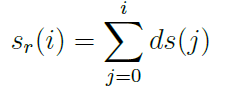 $s_r(i) = \sum_{j=0}^{i} ds(j)$